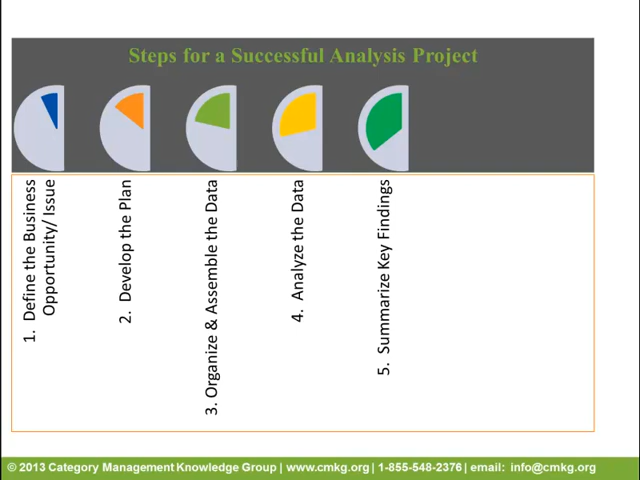 Steps for a Successful Analysis Project
1. Define the Business
Opportunity/ Issue
2. Develop the Plan
3. Organize & Assemble the Data
4. Analyze the Data
5. Summarize Key Findings
© 2013 Category Management Knowledge Group | www.cmkg.org | 1-855-548-2376 | email: info@cmkg.org